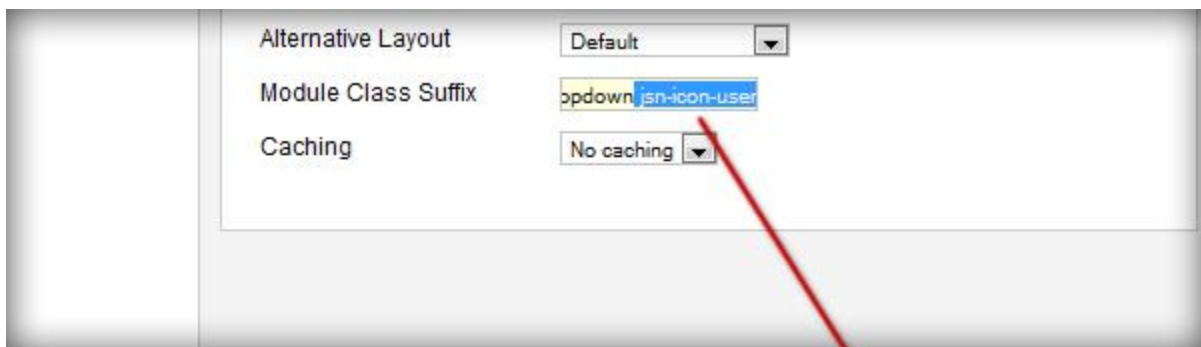 Alternative Layout Default
Module Class Suffix opdown jsn-icon-user
Caching No caching